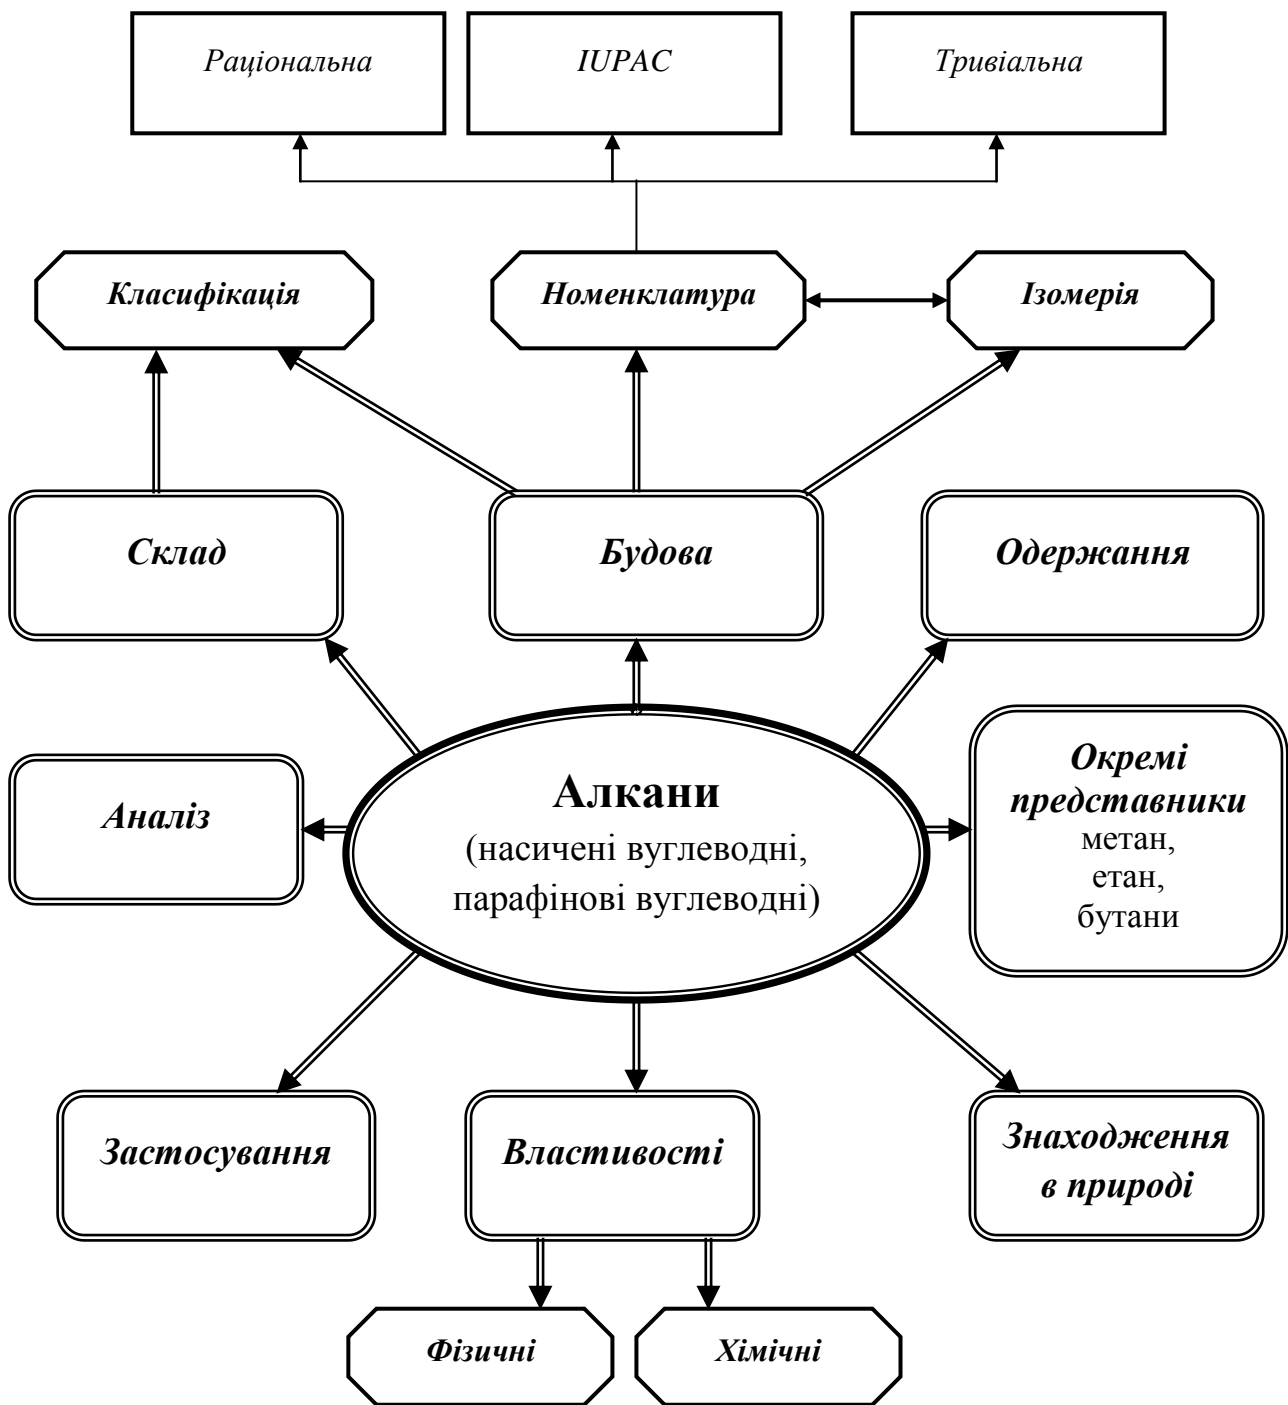 Раціональна
IUPAC
Тривіальна
Класифікація
Номенклатура
Ізомерія
Склад
Будова
Одержання
Аналіз
Алкани
(насичені вуглеводні,
парафінові вуглеводні)
Окремі
представники
метан,
етан,
бутани
Застосування
Властивості
Знаходження
в природі
Фізичні
Хімічні